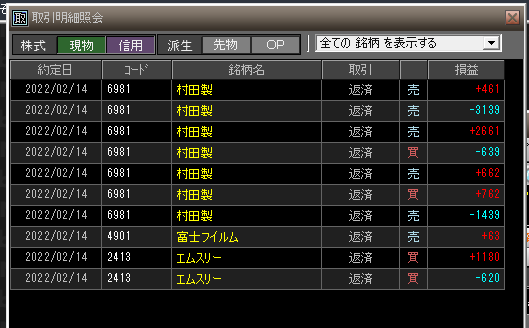 取 取引明細照会
株式 現物 信用 派生 先物 OP 全ての 銘柄 を表示する
約定日 コード 銘柄名 取引 損益
2022/02/14 6981 村田製 返済 売 +461
2022/02/14 6981 村田製 返済 売 -3139
2022/02/14 6981 村田製 返済 売 +2661
2022/02/14 6981 村田製 返済 買 -639
2022/02/14 6981 村田製 返済 売 +662
2022/02/14 6981 村田製 返済 買 +762
2022/02/14 6981 村田製 返済 売 -1439
2022/02/14 4901 富士フイルム 返済 売 +63
2022/02/14 2413 エムスリー 返済 買 +1180
2022/02/14 2413 エムスリー 返済 買 -620